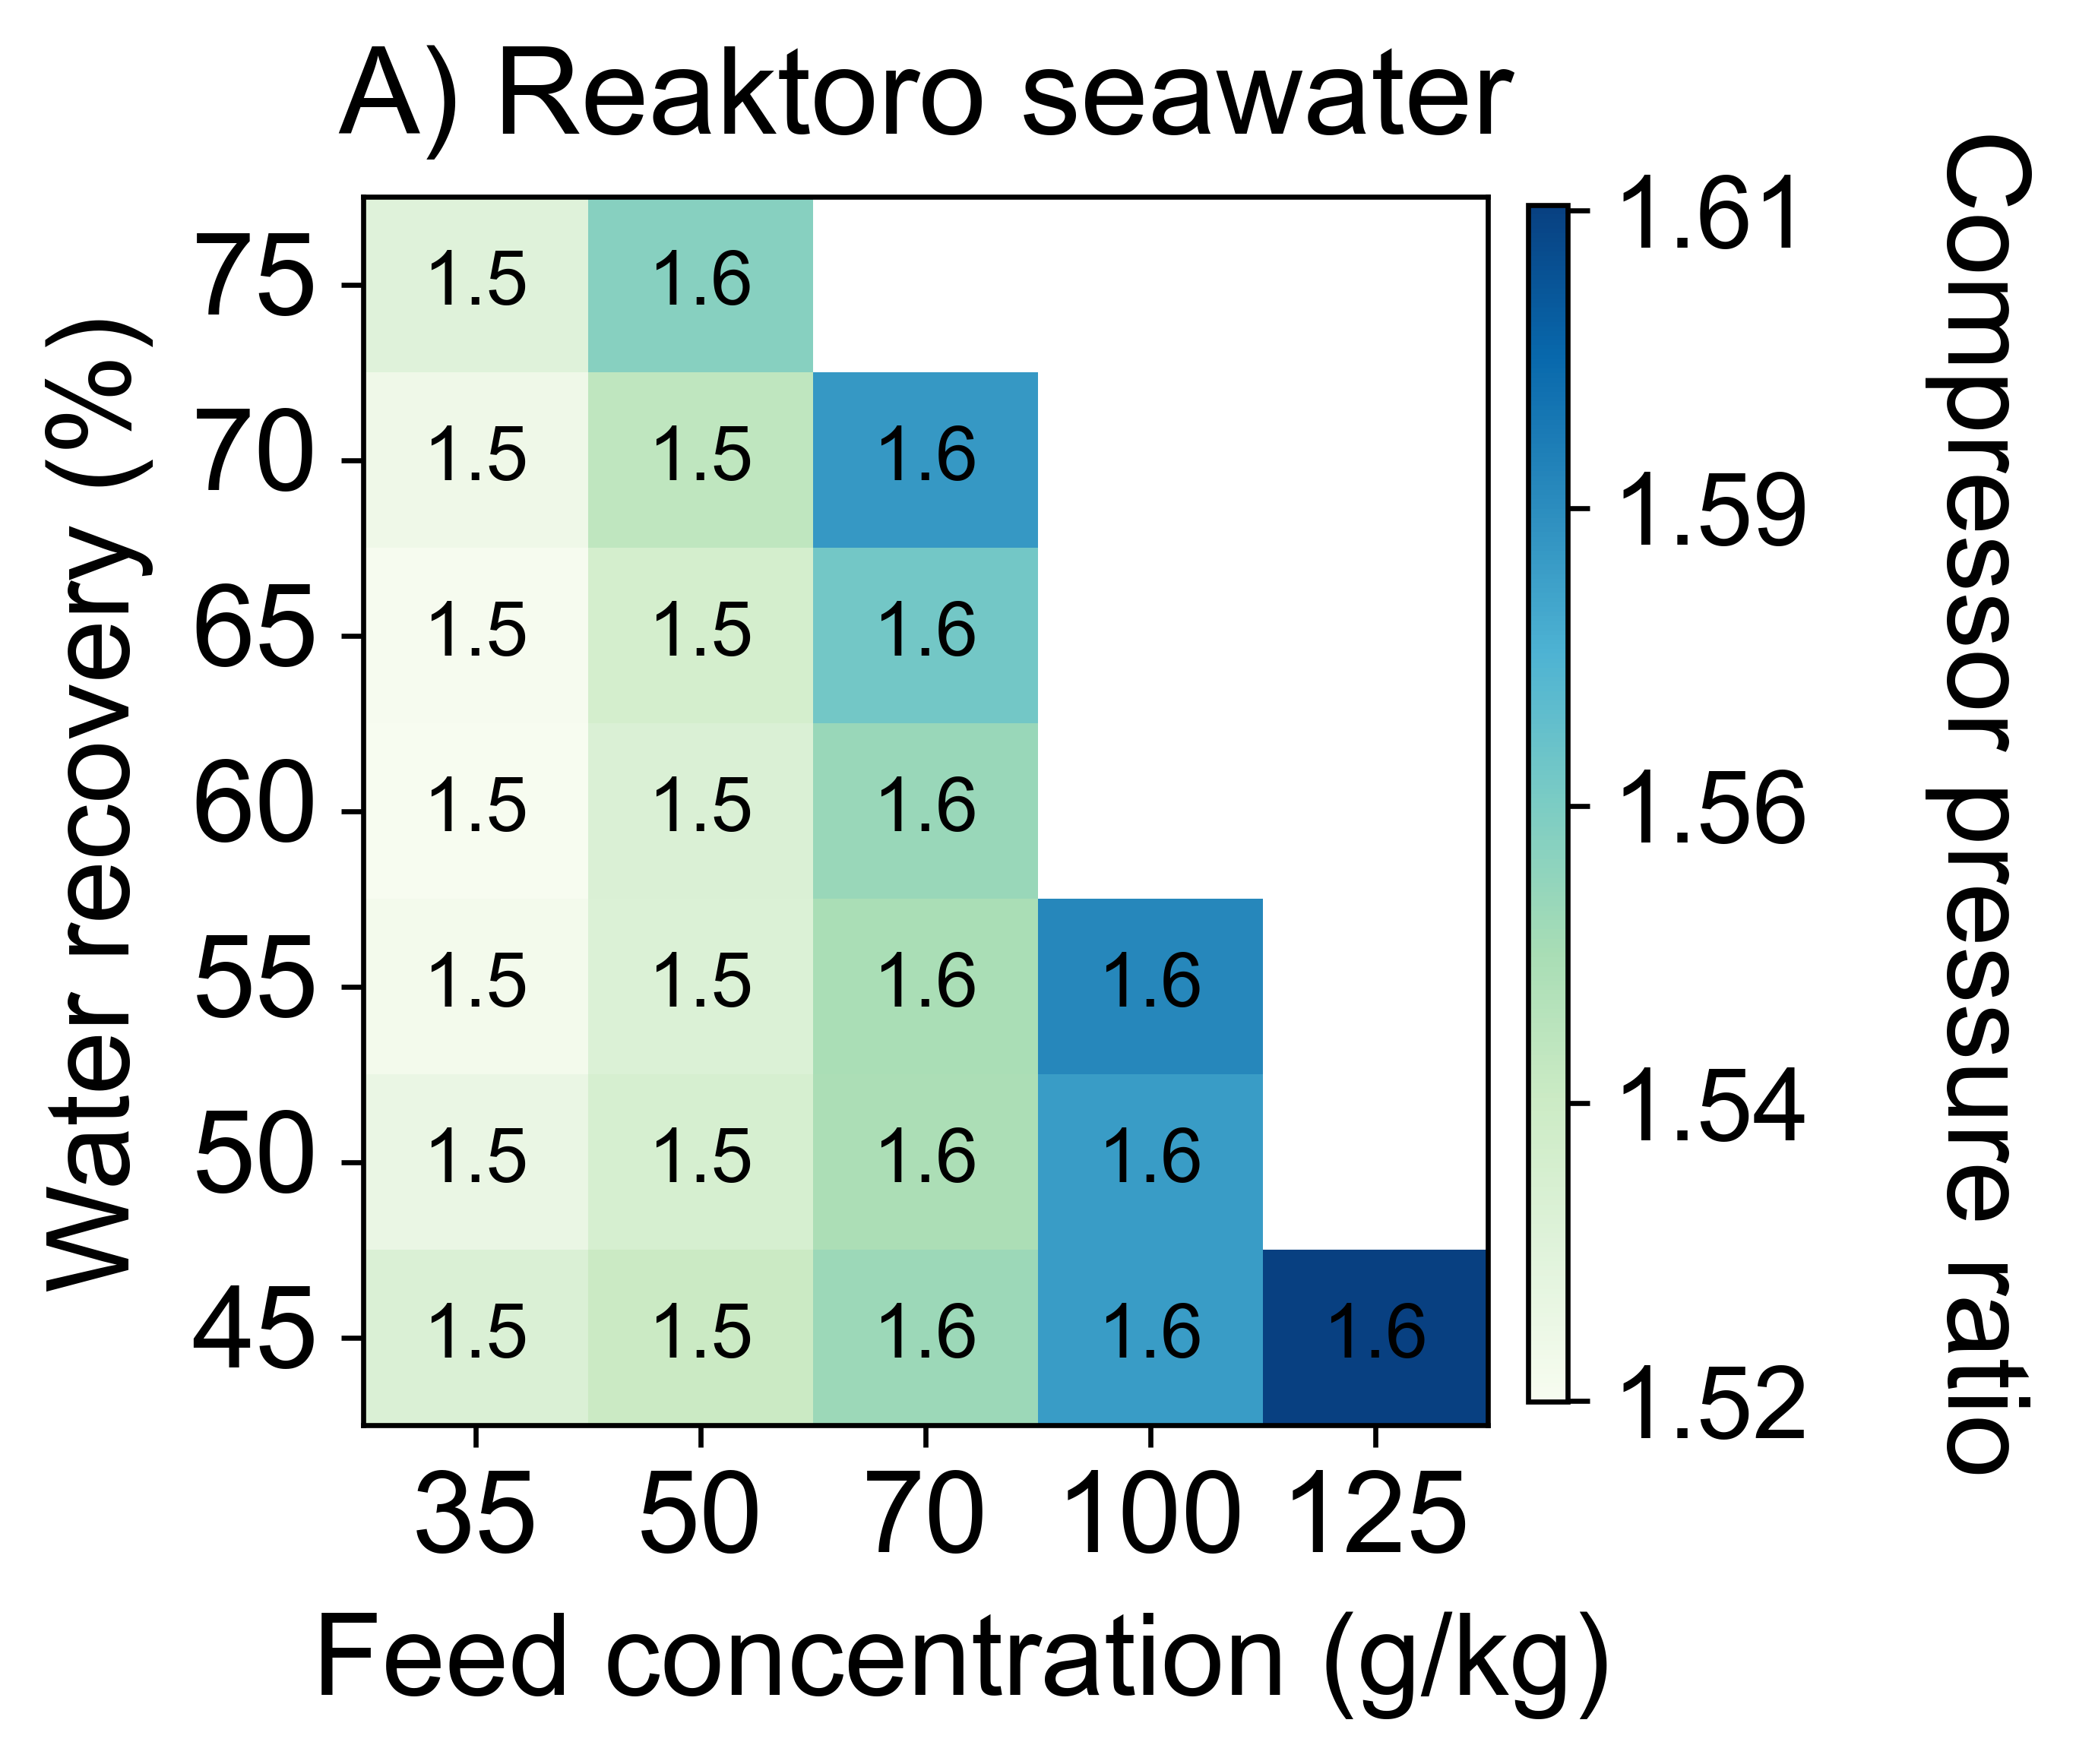 A) Reaktoro seawater
Water recovery (%)
75 1.5 1.6
70 1.5 1.5 1.6
65 1.5 1.5 1.6
60 1.5 1.5 1.6
55 1.5 1.5 1.6 1.6
50 1.5 1.5 1.6 1.6
45 1.5 1.5 1.6 1.6 1.6
35 50 70 100 125
Feed concentration (g/kg)
1.61
1.59
1.56
1.54
1.52
Compressor pressure ratio